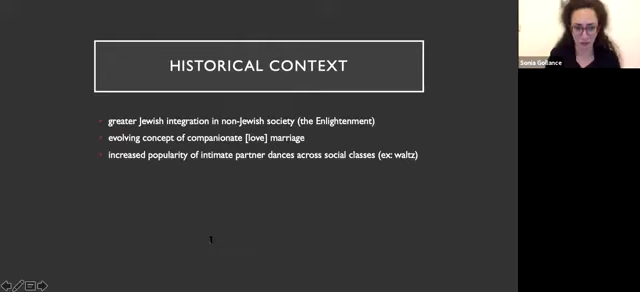 HISTORICAL CONTEXT
greater Jewish integration in non-Jewish society (the Enlightenment)
evolving concept of companionate [love] marriage
increased popularity of intimate partner dances across social classes (ex: waltz)
Sonia Gollance